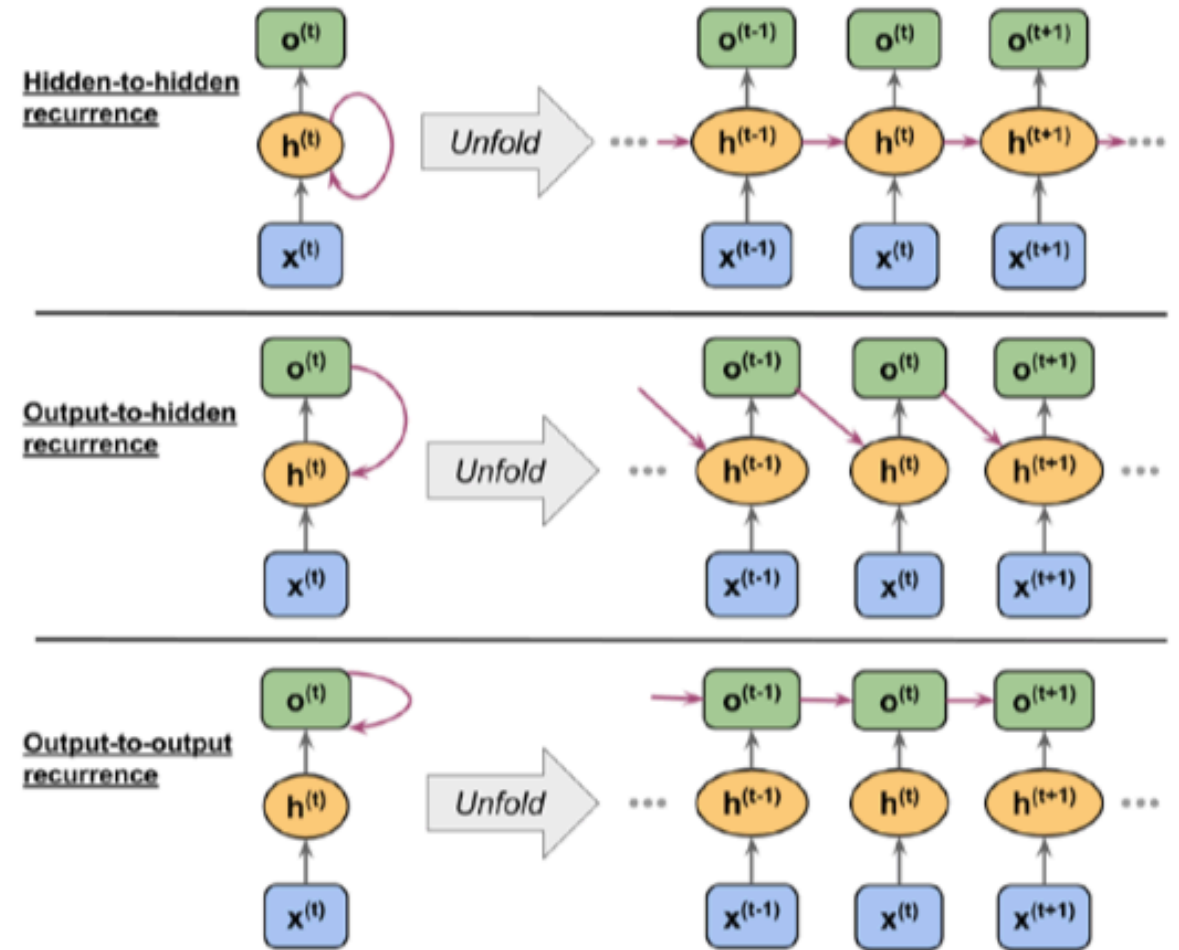 o(t) o(t-1) o(t) o(t+1)
Hidden-to-hidden
recurrence
h(t) Unfold ... h(t-1) h(t) h(t+1) ...
x(t) x(t-1) x(t) x(t+1)
o(t) o(t-1) o(t) o(t+1)
Output-to-hidden
recurrence
h(t) Unfold ... h(t-1) h(t) h(t+1) ...
x(t) x(t-1) x(t) x(t+1)
o(t) o(t-1) o(t) o(t+1)
Output-to-output
recurrence
h(t) Unfold ... h(t-1) h(t) h(t+1) ...
x(t) x(t-1) x(t) x(t+1)